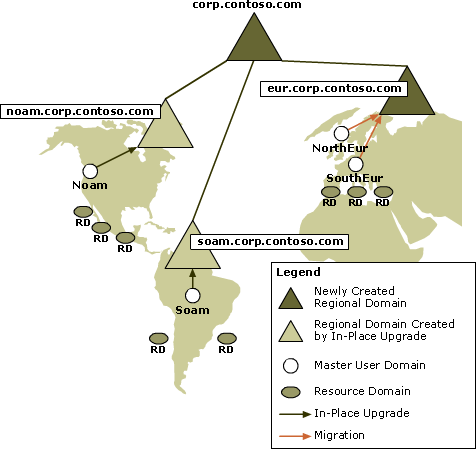 corp.contoso.com
eur.corp.contoso.com
noam.corp.contoso.com
NorthEur
SouthEur
Noam
RD RD RD
RD
RD
RD
soam.corp.contoso.com
Soam
RD
RD
Legend
Newly Created
Regional Domain
Regional Domain Created
by In-Place Upgrade
Master User Domain
Resource Domain
In-Place Upgrade
Migration